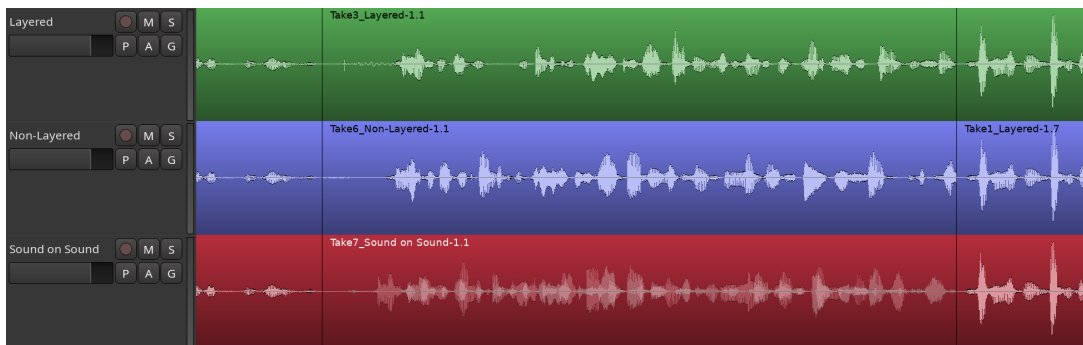 Layered
M S
P A G
Take3_Layered-1.1
Non-Layered
M S
P A G
Take6_Non-Layered-1.1
Take1_Layered-1.7
Sound on Sound
M S
P A G
Take7_Sound on Sound-1.1